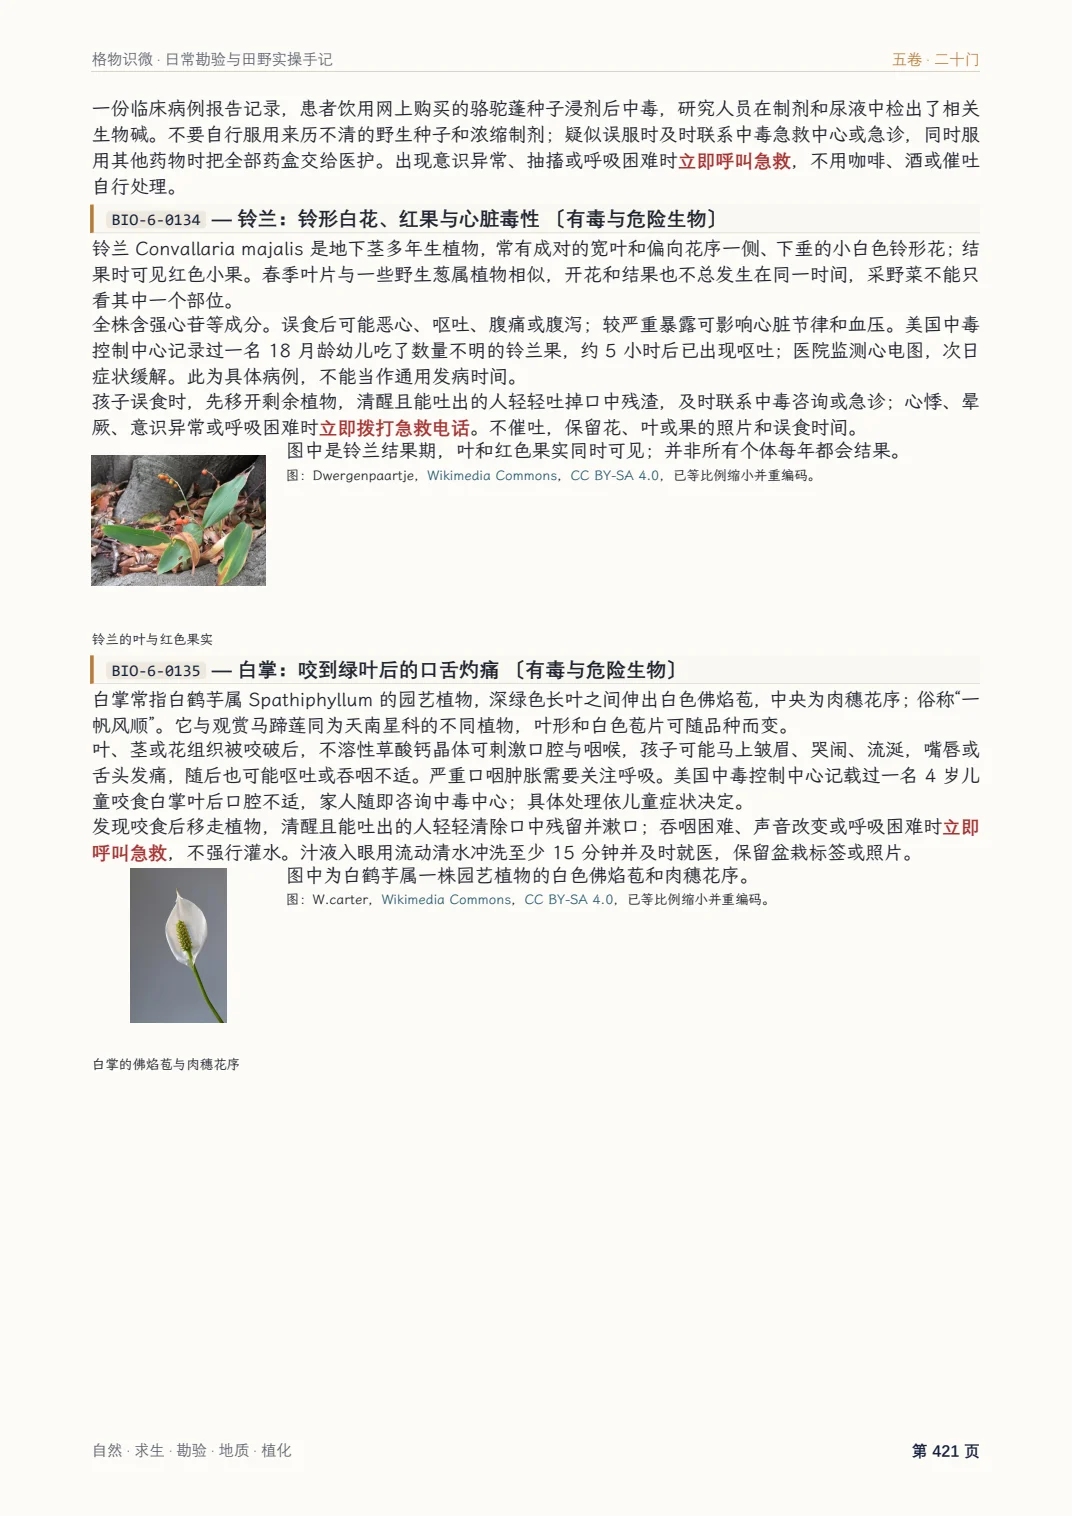 格物识微 · 日常勘验与田野实操手记
五卷 · 二十门
一份临床病例报告记录，患者饮用网上购买的骆驼蓬种子浸剂后中毒，研究人员在制剂和尿液中检出了相关
生物碱。不要自行服用来历不清的野生种子和浓缩制剂；疑似误服时及时联系中毒急救中心或急诊，同时服
用其他药物时把全部药盒交给医护。出现意识异常、抽搐或呼吸困难时立即呼叫急救，不用咖啡、酒或催吐
自行处理。
BIO-6-0134 — 铃兰：铃形白花、红果与心脏毒性 〔有毒与危险生物〕
铃兰 Convallaria majalis 是地下茎多年生植物，常有成对的宽叶和偏向花序一侧、下垂的小白色铃形花；结
果时可见红色小果。春季叶片与一些野生葱属植物相似，开花和结果也不总发生在同一时间，采野菜不能只
看其中一个部位。
全株含强心苷等成分。误食后可能恶心、呕吐、腹痛或腹泻；较严重暴露可影响心脏节律和血压。美国中毒
控制中心记录过一名 18 月龄幼儿吃了数量不明的铃兰果，约 5 小时后已出现呕吐；医院监测心电图，次日
症状缓解。此为具体病例，不能当作通用发病时间。
孩子误食时，先移开剩余植物，清醒且能吐出的人轻轻吐掉口中残渣，及时联系中毒咨询或急诊；心悸、晕
厥、意识异常或呼吸困难时立即拨打急救电话。不催吐，保留花、叶或果的照片和误食时间。
图中是铃兰结果期，叶和红色果实同时可见；并非所有个体每年都会结果。
图：Dwergenpaartje，Wikimedia Commons，CC BY-SA 4.0，已等比例缩小并重编码。
铃兰的叶与红色果实
BIO-6-0135 — 白掌：咬到绿叶后的口舌灼痛 〔有毒与危险生物〕
白掌常指白鹤芋属 Spathiphyllum 的园艺植物，深绿色长叶之间伸出白色佛焰苞，中央为肉穗花序；俗称“一
帆风顺”。它与观赏马蹄莲同为天南星科的不同植物，叶形和白色苞片可随品种而变。
叶、茎或花组织被咬破后，不溶性草酸钙晶体可刺激口腔与咽喉，孩子可能马上皱眉、哭闹、流涎，嘴唇或
舌头发痛，随后也可能呕吐或吞咽不适。严重口咽肿胀需要关注呼吸。美国中毒控制中心记载过一名 4 岁儿
童咬食白掌叶后口腔不适，家人随即咨询中毒中心；具体处理依儿童症状决定。
发现咬食后移走植物，清醒且能吐出的人轻轻清除口中残留并漱口；吞咽困难、声音改变或呼吸困难时立即
呼叫急救，不强行灌水。汁液入眼用流动清水冲洗至少 15 分钟并及时就医，保留盆栽标签或照片。
图中为白鹤芋属一株园艺植物的白色佛焰苞和肉穗花序。
图：W.carter，Wikimedia Commons，CC BY-SA 4.0，已等比例缩小并重编码。
白掌的佛焰苞与肉穗花序
自然 · 求生 · 勘验 · 地质 · 植化
第 421 页